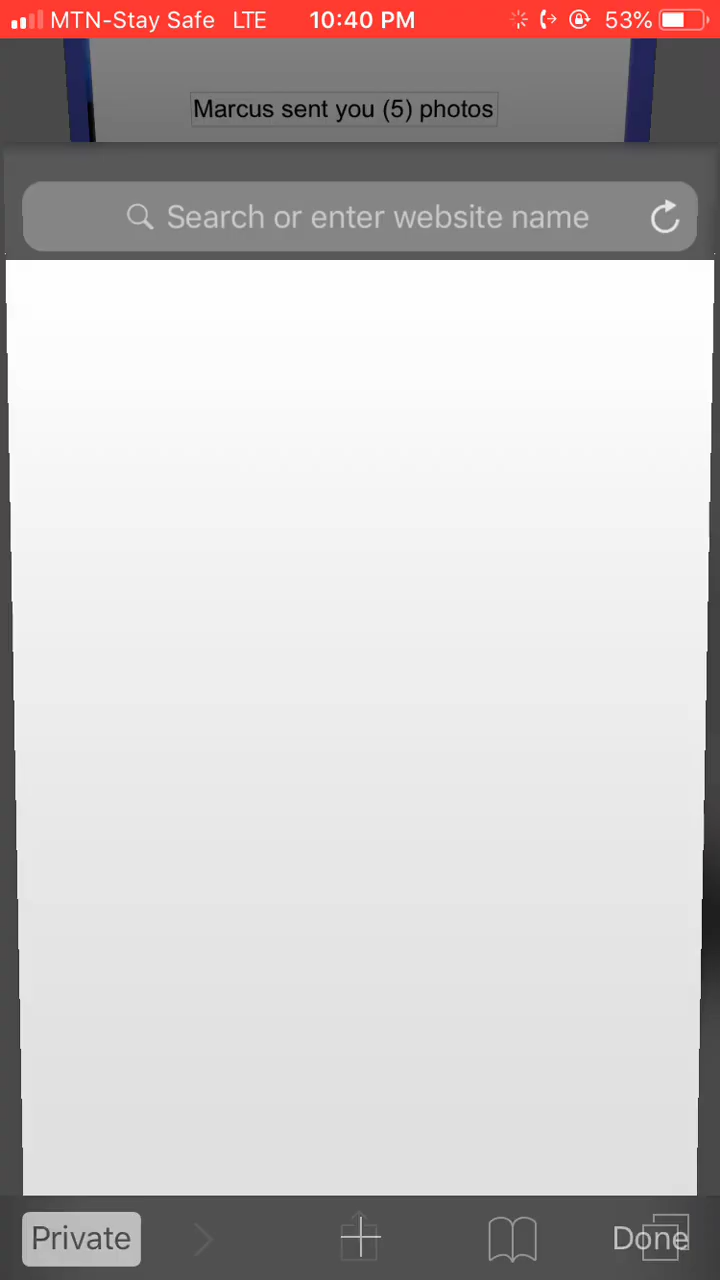 MTN-Stay Safe LTE 10:40 PM 53%
Marcus sent you (5) photos
Search or enter website name
Private Done